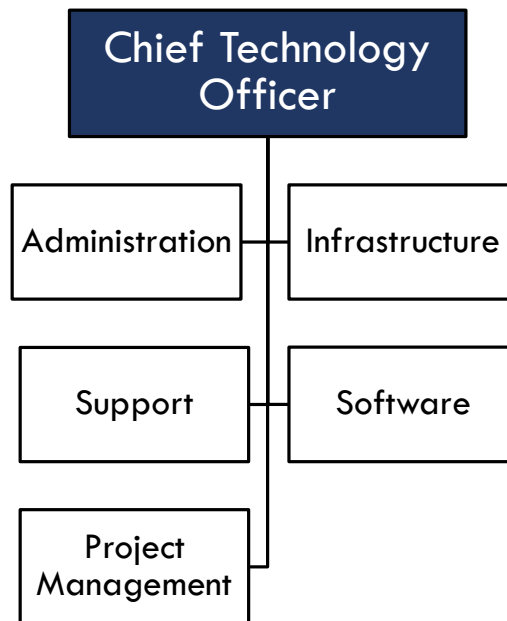 Chief Technology
Officer
Administration
Infrastructure
Support
Software
Project
Management